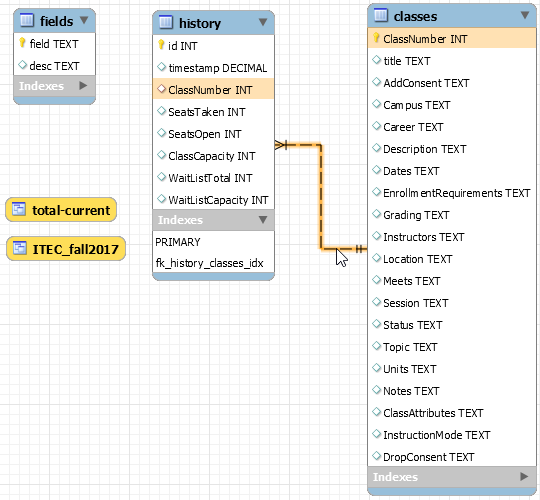 fields
field TEXT
desc TEXT
Indexes
total-current
ITEC_fall2017
history
id INT
timestamp DECIMAL
ClassNumber INT
SeatsTaken INT
SeatsOpen INT
ClassCapacity INT
WaitListTotal INT
WaitListCapacity INT
Indexes
PRIMARY
fk_history_classes_idx
classes
ClassNumber INT
title TEXT
AddConsent TEXT
Campus TEXT
Career TEXT
Description TEXT
Dates TEXT
EnrollmentRequirements TEXT
Grading TEXT
Instructors TEXT
Location TEXT
Meets TEXT
Session TEXT
Status TEXT
Topic TEXT
Units TEXT
Notes TEXT
ClassAttributes TEXT
InstructionMode TEXT
DropConsent TEXT
Indexes